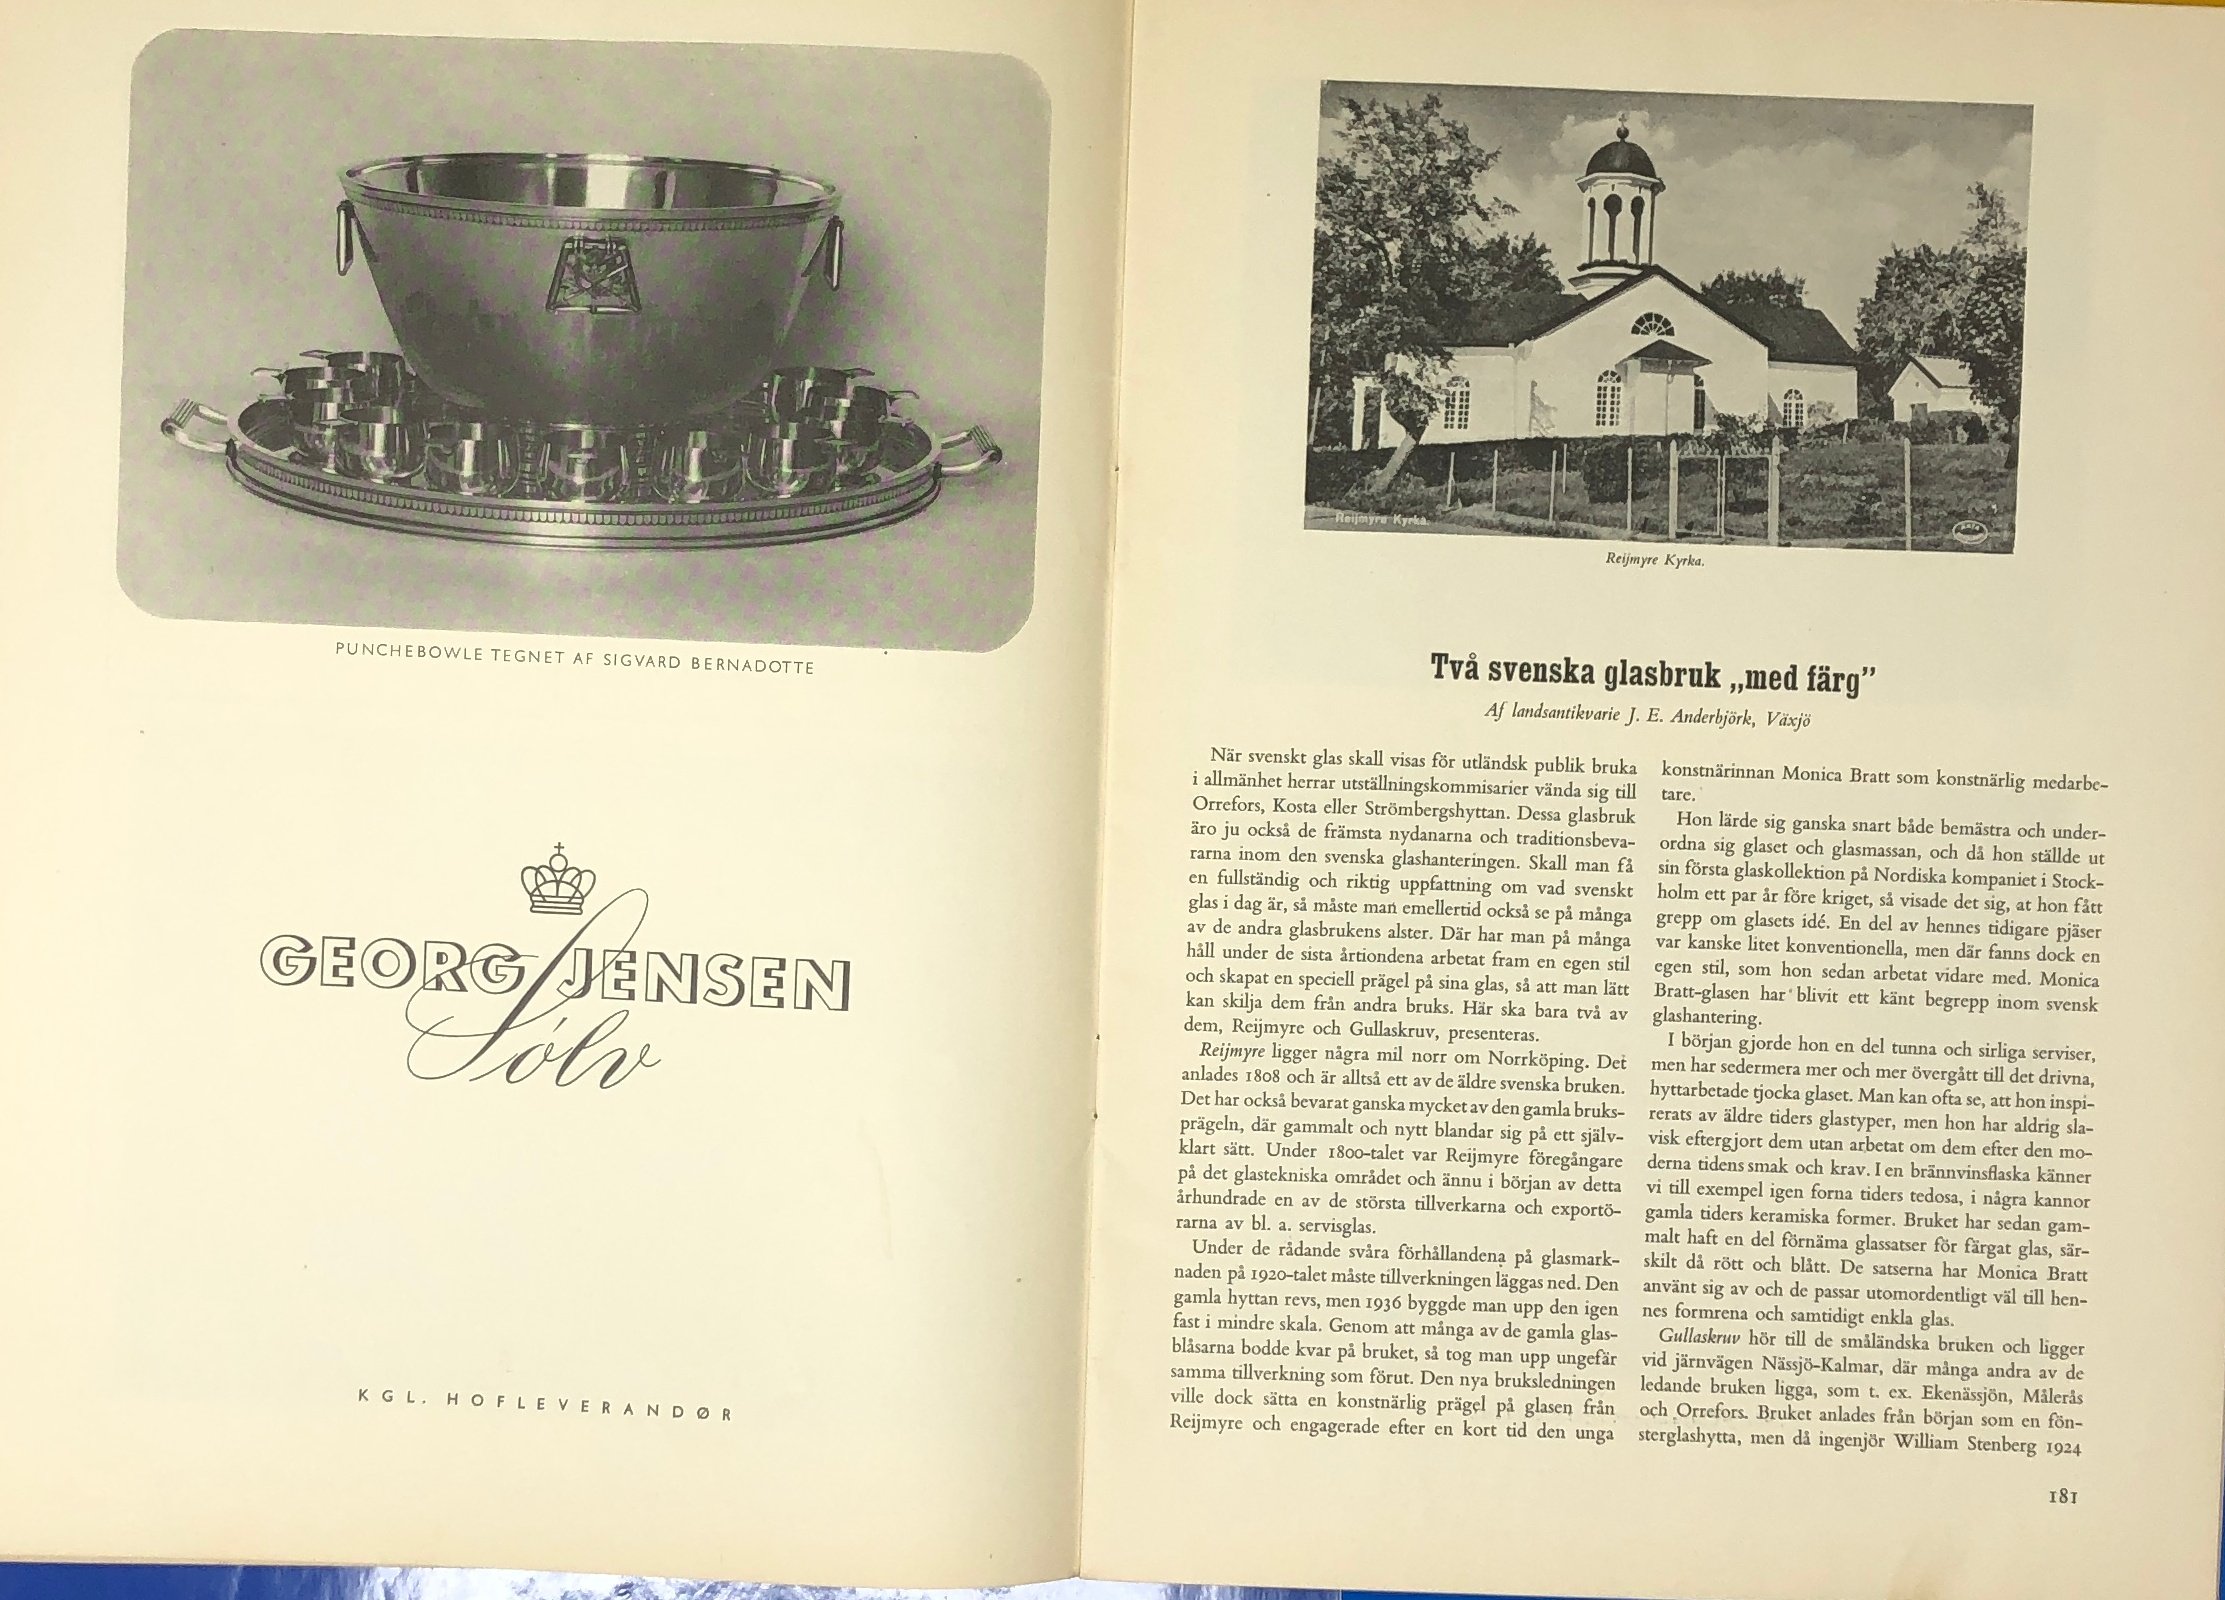 PUNCHEBOWLE TEGNET AF SIGVARD BERNADOTTE
GEORG JENSEN
Sølv
KGL. HOFLEVERANDØR
Reijmyre Kyrka.
Reijmyre Kyrka.
Två svenska glasbruk „med färg”
Af landsantikvarie J. E. Anderbjörk, Växjö
När svenskt glas skall visas för utländsk publik bruka
i allmänhet herrar utställningskommisarier vända sig till
Orrefors, Kosta eller Strömbergshyttan. Dessa glasbruk
äro ju också de främsta nydanarna och traditionsbeva-
rarna inom den svenska glashanteringen. Skall man få
en fullständig och riktig uppfattning om vad svenskt
glas i dag är, så måste man emellertid också se på många
av de andra glasbrukens alster. Där har man på många
håll under de sista årtiondena arbetat fram en egen stil
och skapat en speciell prägel på sina glas, så att man lätt
kan skilja dem från andra bruks. Här ska bara två av
dem, Reijmyre och Gullaskruv, presenteras.
Reijmyre ligger några mil norr om Norrköping. Det
anlades 1808 och är alltså ett av de äldre svenska bruken.
Det har också bevarat ganska mycket av den gamla bruks-
prägeln, där gammalt och nytt blandar sig på ett själv-
klart sätt. Under 1800-talet var Reijmyre föregångare
på det glastekniska området och ännu i början av detta
århundrade en av de största tillverkarna och exportö-
rarna av bl. a. servisglas.
Under de rådande svåra förhållandena på glasmark-
naden på 1920-talet måste tillverkningen läggas ned. Den
gamla hyttan revs, men 1936 byggde man upp den igen
fast i mindre skala. Genom att många av de gamla glas-
blåsarna bodde kvar på bruket, så tog man upp ungefär
samma tillverkning som förut. Den nya bruksledningen
ville dock sätta en konstnärlig prägel på glasen från
Reijmyre och engagerade efter en kort tid den unga
konstnärinnan Monica Bratt som konstnärlig medarbe-
tare.
Hon lärde sig ganska snart både bemästra och under-
ordna sig glaset och glasmassan, och då hon ställde ut
sin första glaskollektion på Nordiska kompaniet i Stock-
holm ett par år före kriget, så visade det sig, at hon fått
grepp om glasets idé. En del av hennes tidigare pjäser
var kanske litet konventionella, men där fanns dock en
egen stil, som hon sedan arbetat vidare med. Monica
Bratt-glasen har blivit ett känt begrepp inom svensk
glashantering.
I början gjorde hon en del tunna och sirliga serviser,
men har sedermera mer och mer övergått till det drivna,
hyttarbetade tjocka glaset. Man kan ofta se, att hon inspi-
rerats av äldre tiders glastyper, men hon har aldrig sla-
visk eftergjort dem utan arbetat om dem efter den mo-
derna tidens smak och krav. I en brännvinsflaska känner
vi till exempel igen forna tiders tedosa, i några kannor
gamla tiders keramiska former. Bruket har sedan gam-
malt haft en del förnäma glassatser för färgat glas, sär-
skilt då rött och blått. De satserna har Monica Bratt
använt sig av och de passar utomordentligt väl till hen-
nes formrena och samtidigt enkla glas.
Gullaskruv hör till de småländska bruken och ligger
vid järnvägen Nässjö-Kalmar, där många andra av de
ledande bruken ligga, som t. ex. Ekenässjön, Målerås
och Orrefors. Bruket anlades från början som en fön-
sterglashytta, men då ingenjör William Stenberg 1924
181